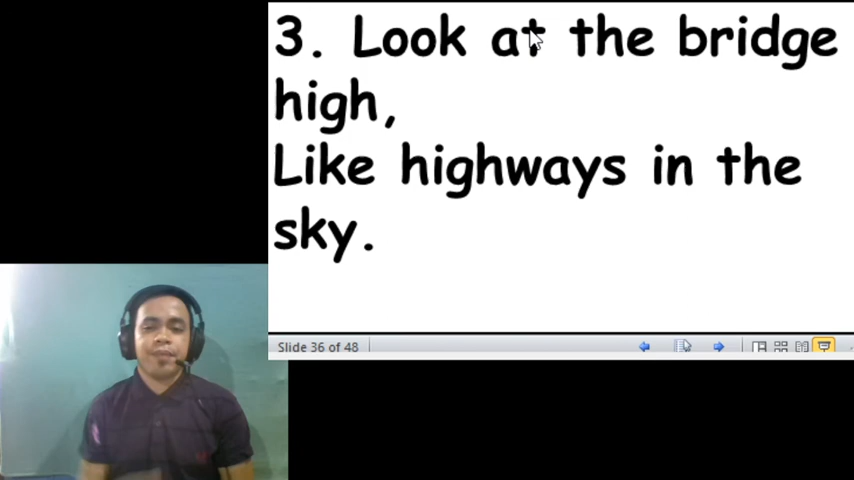 3. Look at the bridge
high,
Like highways in the
sky.
Slide 36 of 48